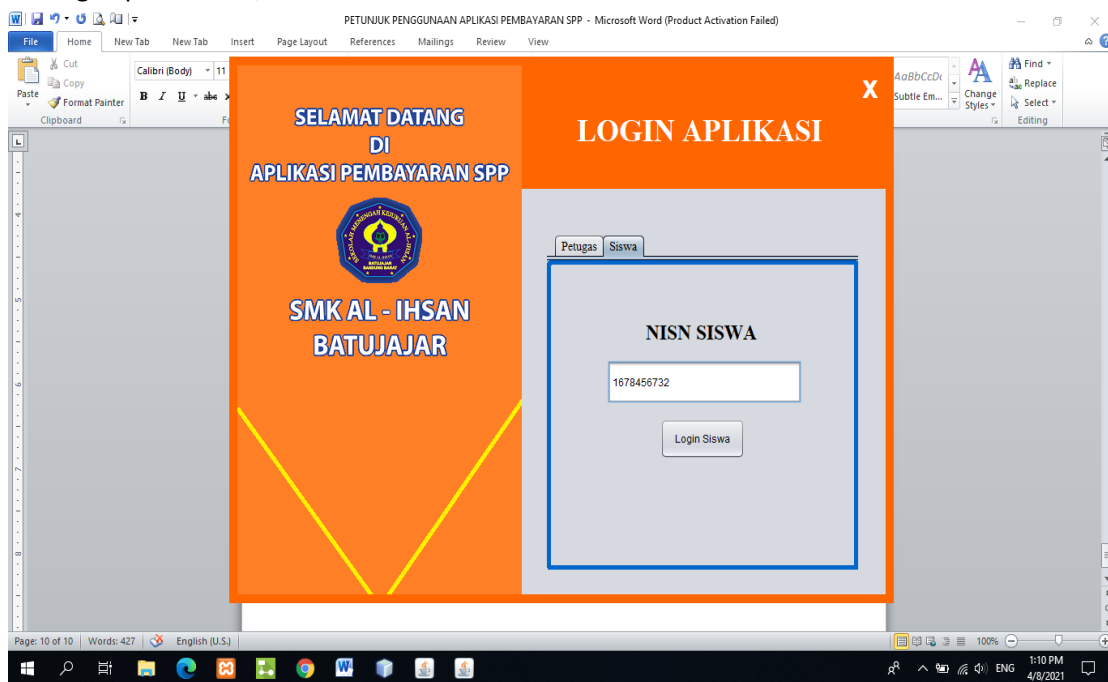 PETUNJUK PENGGUNAAN APLIKASI PEMBAYARAN SPP - Microsoft Word (Product Activation Failed)
File Home New Tab New Tab Insert Page Layout References Mailings Review View
Cut
Copy
Format Painter
Paste
Clipboard
Calibri (Body) 11
B I U abc
AaBbCcDc
Subtle Em...
Change
Styles
Find
Replace
Select
Editing
SELAMAT DATANG
DI
APLIKASI PEMBAYARAN SPP
SMK AL - IHSAN
BATUJAJAR
X
LOGIN APLIKASI
Petugas Siswa
NISN SISWA
1678456732
Login Siswa
Page: 10 of 10 Words: 427 English (U.S.) 100%
ENG
1:10 PM
4/8/2021